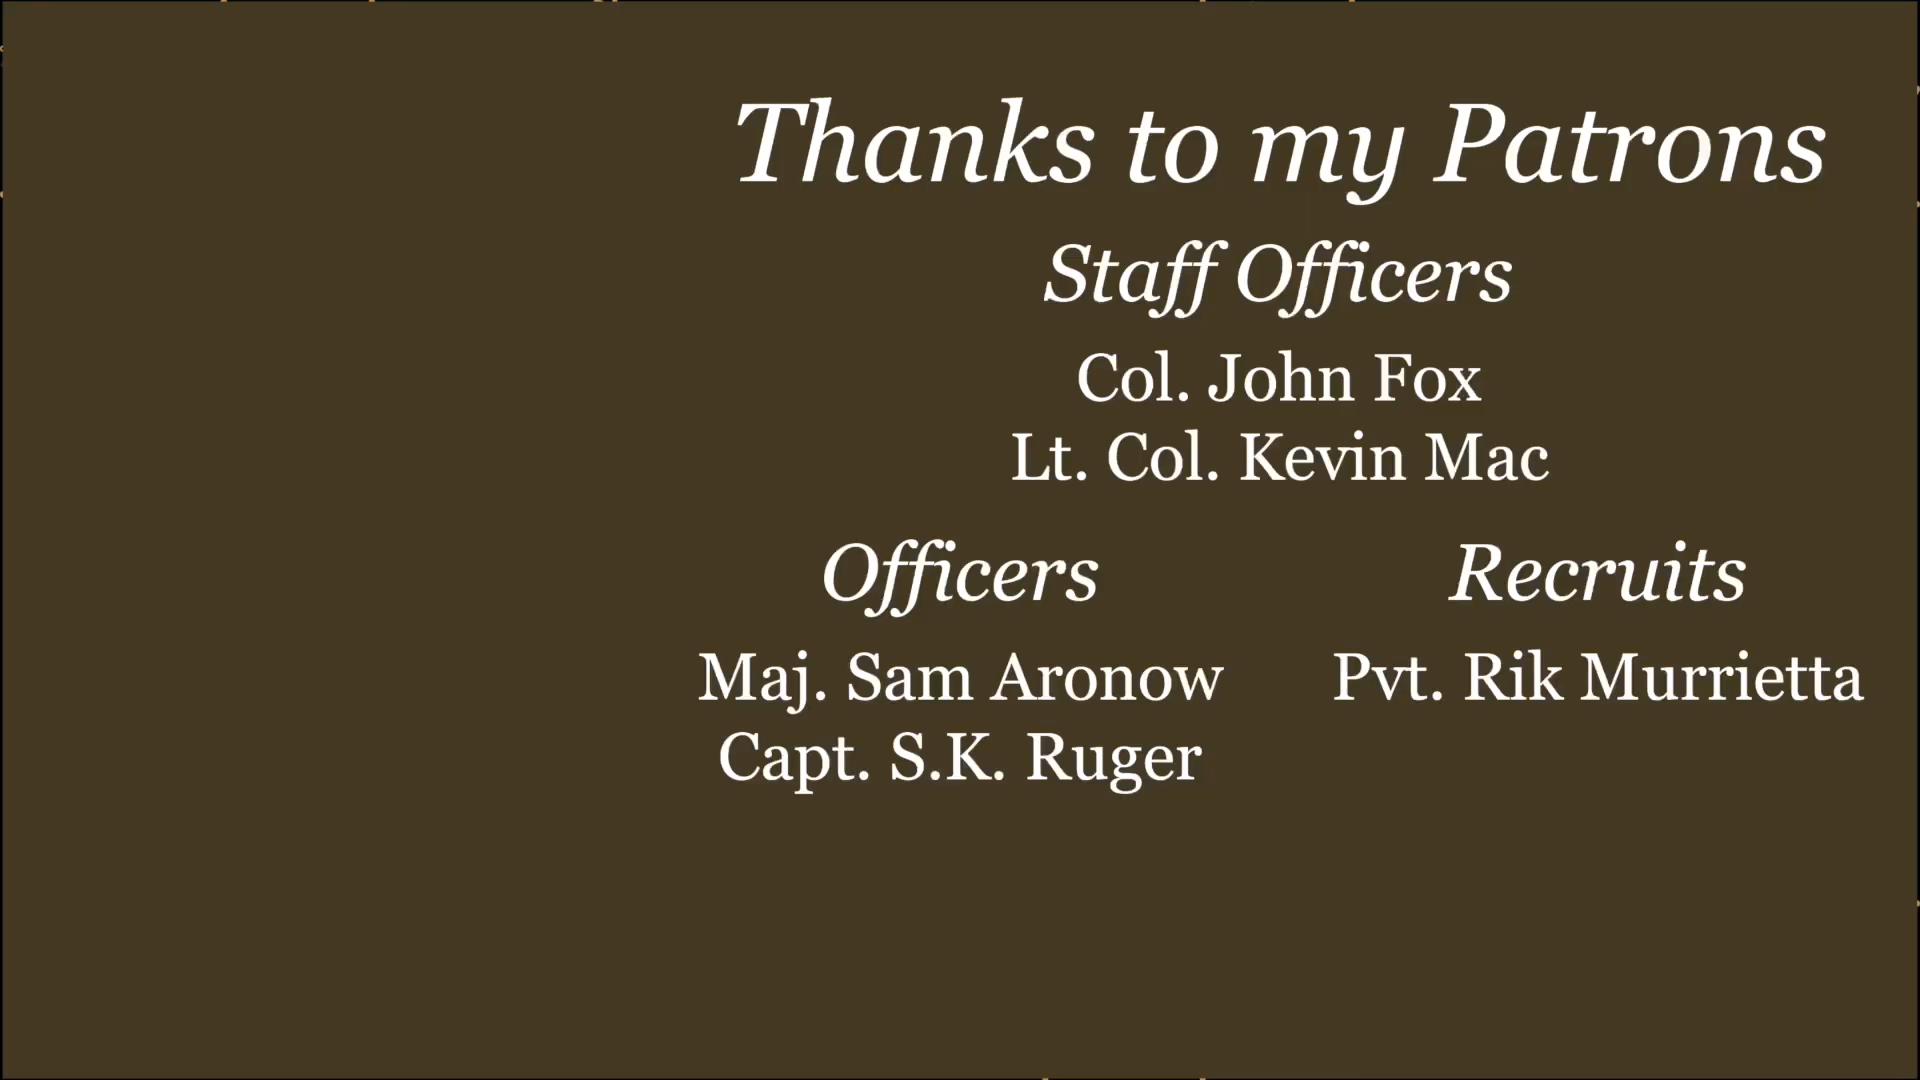 Thanks to my Patrons
Staff Officers
Col. John Fox
Lt. Col. Kevin Mac
Officers
Maj. Sam Aronow
Capt. S.K. Ruger
Recruits
Pvt. Rik Murrietta